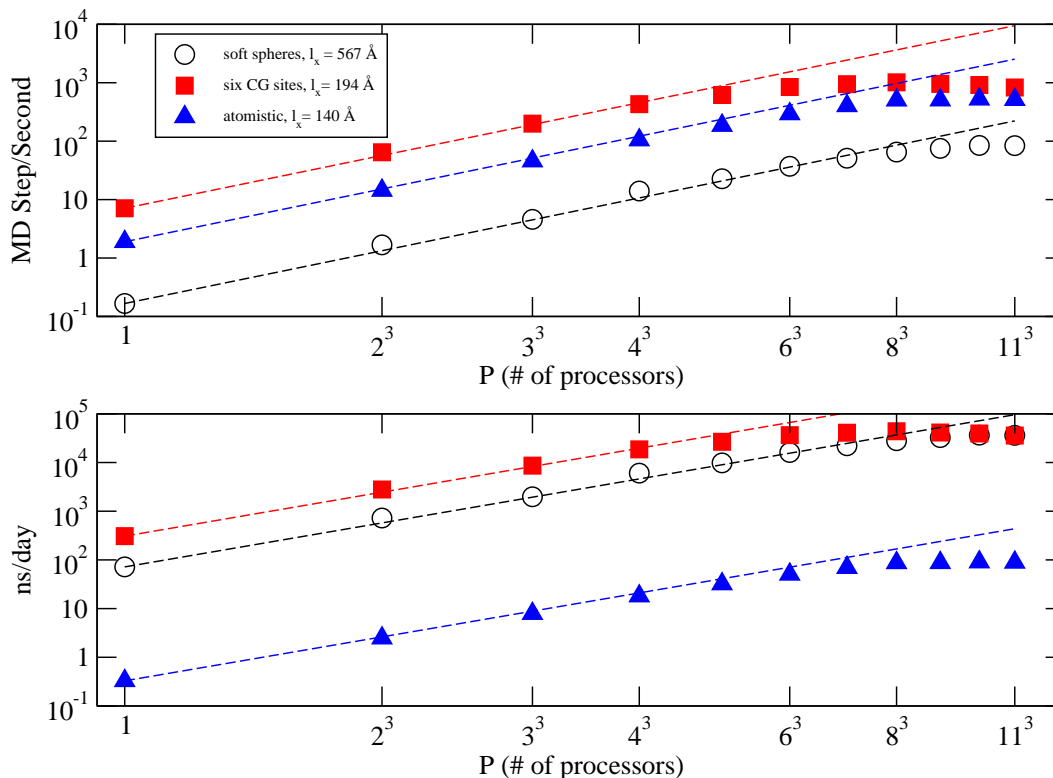 10^4
10^3
10^2
10
1
10^-1
MD Step/Second
soft spheres, l_x = 567 Å
six CG sites, l_x = 194 Å
atomistic, l_x = 140 Å
1 2^3 3^3 4^3 6^3 8^3 11^3
P (# of processors)
10^5
10^4
10^3
10^2
10
1
10^-1
ns/day
1 2^3 3^3 4^3 6^3 8^3 11^3
P (# of processors)